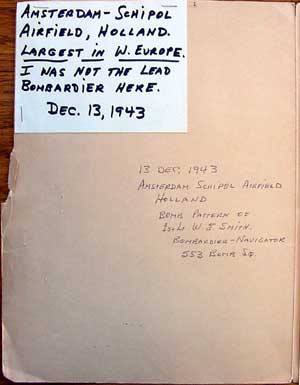 AMSTERDAM-SCHIPOL
AIRFIELD, HOLLAND.
LARGEST IN W. EUROPE.
I WAS NOT THE LEAD
BOMBARDIER HERE.
DEC. 13, 1943
13 DEC, 1943
AMSTERDAM SCHIPOL AIRFIELD
HOLLAND
BOMB PATTERN OF
1st Lt W. J. SMITH.
BOMBARDIER-NAVIGATOR
553 BOMB SQ.